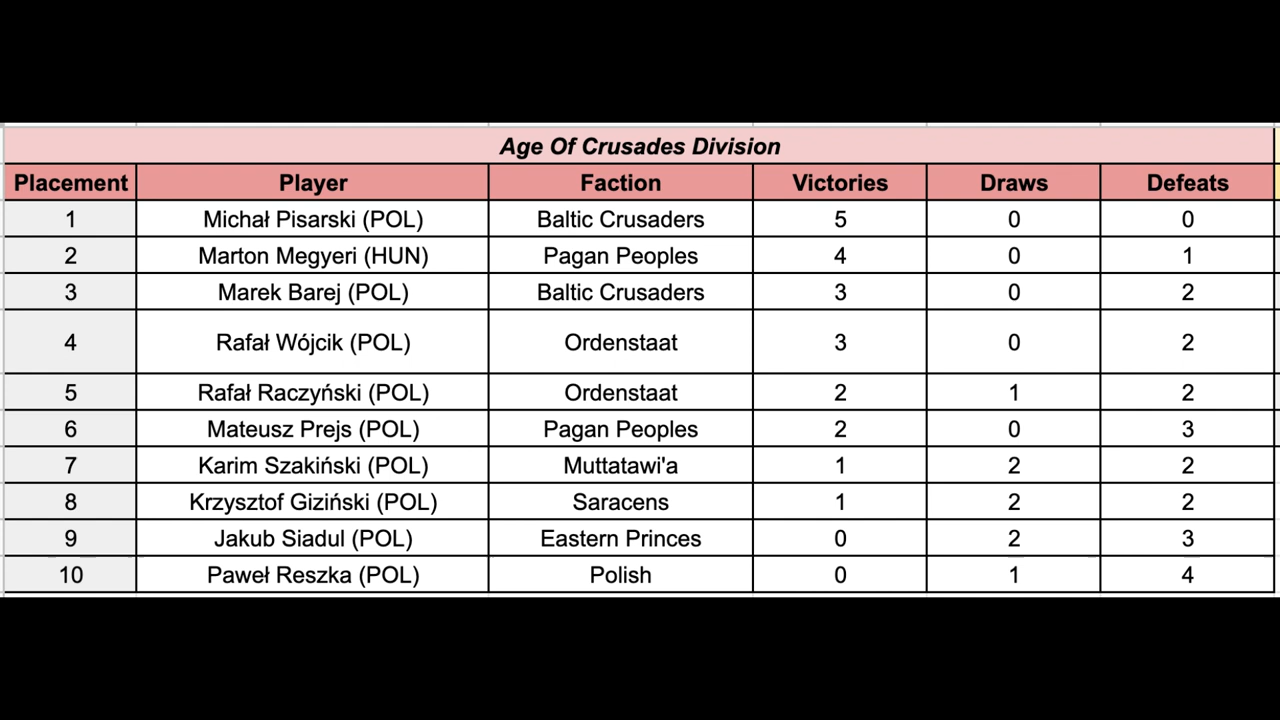 Age Of Crusades Division
Placement Player Faction Victories Draws Defeats
1 Michał Pisarski (POL) Baltic Crusaders 5 0 0
2 Marton Megyeri (HUN) Pagan Peoples 4 0 1
3 Marek Barej (POL) Baltic Crusaders 3 0 2
4 Rafał Wójcik (POL) Ordenstaat 3 0 2
5 Rafał Raczyński (POL) Ordenstaat 2 1 2
6 Mateusz Prejs (POL) Pagan Peoples 2 0 3
7 Karim Szakiński (POL) Muttatawi'a 1 2 2
8 Krzysztof Giziński (POL) Saracens 1 2 2
9 Jakub Siadul (POL) Eastern Princes 0 2 3
10 Paweł Reszka (POL) Polish 0 1 4